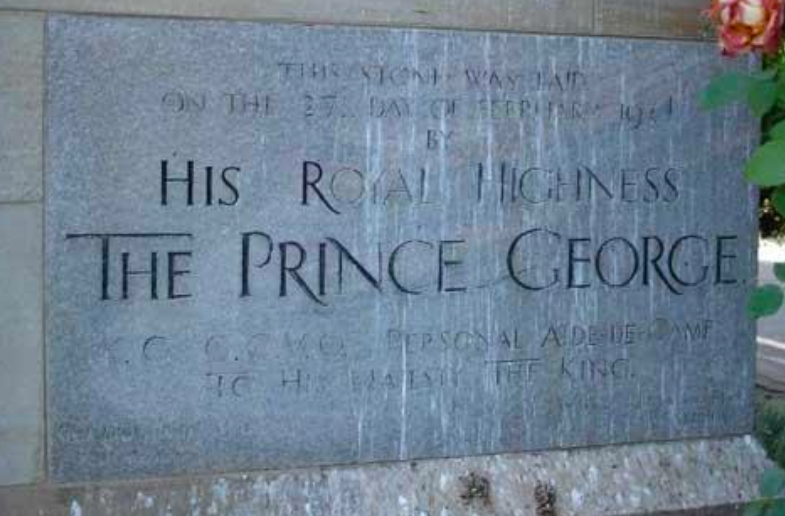 THIS STONE WAS LAID
ON THE 27TH DAY OF FEBRUARY
BY
HIS ROYAL HIGHNESS
THE PRINCE GEORGE.
K.G. G.C.V.O. PERSONAL AIDE-DE-CAMP
TO HIS MAJESTY THE KING.